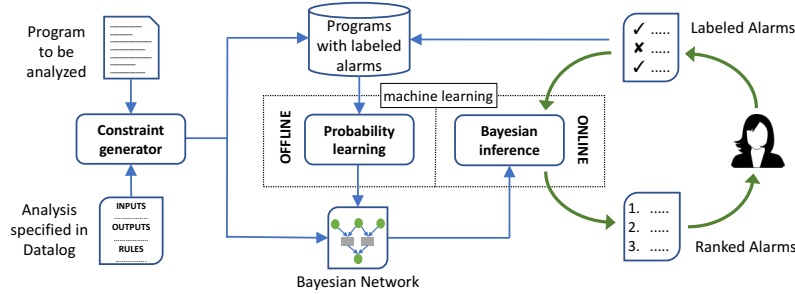 Program
to be
analyzed
Constraint
generator
Analysis
specified in
Datalog
INPUTS
..............
OUTPUTS
..............
RULES
..............
Programs
with labeled
alarms
machine learning
OFFLINE
Probability
learning
Bayesian
inference
ONLINE
Bayesian Network
✓ .....
✘ .....
✓ .....
Labeled Alarms
1. .....
2. .....
3. .....
Ranked Alarms